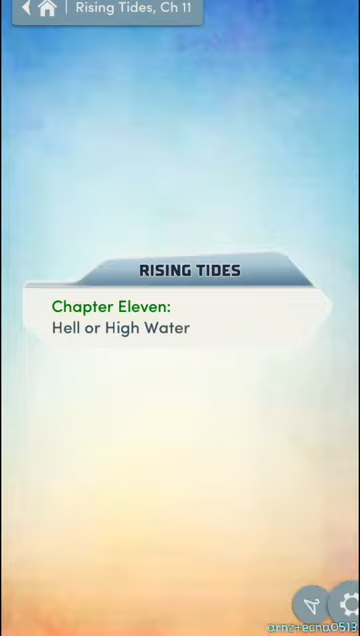 Rising Tides, Ch 11
RISING TIDES
Chapter Eleven:
Hell or High Water